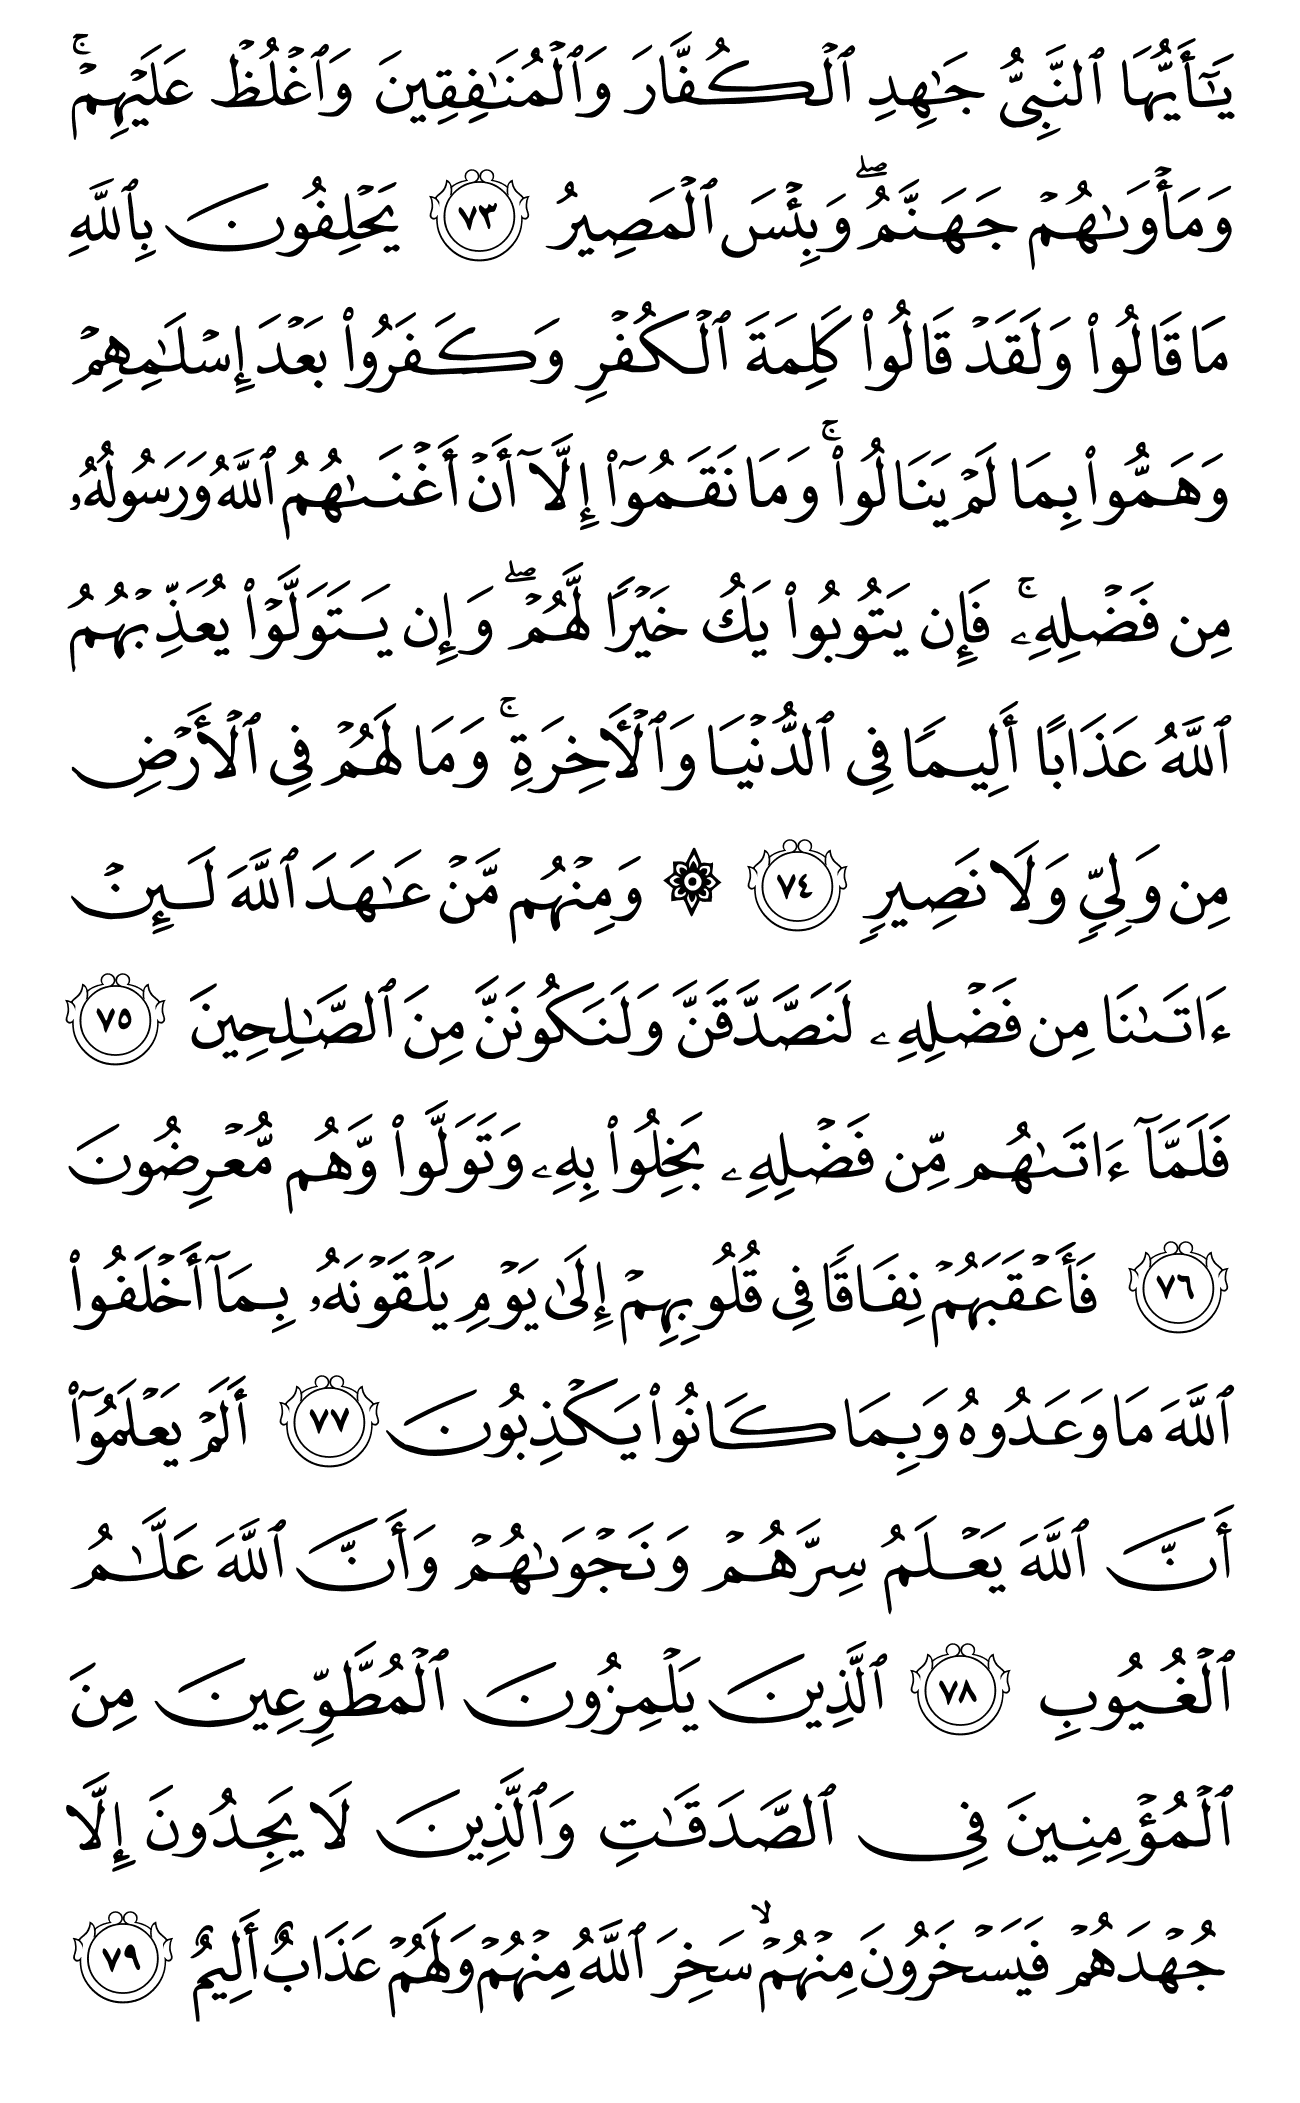 يَـٰٓأَيُّهَا ٱلنَّبِىُّ جَـٰهِدِ ٱلْكُفَّارَ وَٱلْمُنَـٰفِقِينَ وَٱغْلُظْ عَلَيْهِمْ ۚ
وَمَأْوَىٰهُمْ جَهَنَّمُ ۖ وَبِئْسَ ٱلْمَصِيرُ ٧٣ يَحْلِفُونَ بِٱللَّهِ
مَا قَالُوا۟ وَلَقَدْ قَالُوا۟ كَلِمَةَ ٱلْكُفْرِ وَكَفَرُوا۟ بَعْدَ إِسْلَـٰمِهِمْ
وَهَمُّوا۟ بِمَا لَمْ يَنَالُوا۟ ۚ وَمَا نَقَمُوٓا۟ إِلَّآ أَنْ أَغْنَىٰهُمُ ٱللَّهُ وَرَسُولُهُۥ
مِن فَضْلِهِۦ ۚ فَإِن يَتُوبُوا۟ يَكُ خَيْرًا لَّهُمْ ۖ وَإِن يَتَوَلَّوْا۟ يُعَذِّبْهُمُ
ٱللَّهُ عَذَابًا أَلِيمًا فِى ٱلدُّنْيَا وَٱلْـَٔاخِرَةِ ۚ وَمَا لَهُمْ فِى ٱلْأَرْضِ
مِن وَلِىٍّ وَلَا نَصِيرٍ ٧٤ ۞ وَمِنْهُم مَّنْ عَـٰهَدَ ٱللَّهَ لَئِنْ
ءَاتَىٰنَا مِن فَضْلِهِۦ لَنَصَّدَّقَنَّ وَلَنَكُونَنَّ مِنَ ٱلصَّـٰلِحِينَ ٧٥
فَلَمَّآ ءَاتَىٰهُم مِّن فَضْلِهِۦ بَخِلُوا۟ بِهِۦ وَتَوَلَّوا۟ وَّهُم مُّعْرِضُونَ
٧٦ فَأَعْقَبَهُمْ نِفَاقًا فِى قُلُوبِهِمْ إِلَىٰ يَوْمِ يَلْقَوْنَهُۥ بِمَآ أَخْلَفُوا۟
ٱللَّهَ مَا وَعَدُوهُ وَبِمَا كَانُوا۟ يَكْذِبُونَ ٧٧ أَلَمْ يَعْلَمُوٓا۟
أَنَّ ٱللَّهَ يَعْلَمُ سِرَّهُمْ وَنَجْوَىٰهُمْ وَأَنَّ ٱللَّهَ عَلَّـٰمُ
ٱلْغُيُوبِ ٧٨ ٱلَّذِينَ يَلْمِزُونَ ٱلْمُطَّوِّعِينَ مِنَ
ٱلْمُؤْمِنِينَ فِى ٱلصَّدَقَـٰتِ وَٱلَّذِينَ لَا يَجِدُونَ إِلَّا
جُهْدَهُمْ فَيَسْخَرُونَ مِنْهُمْ ۙ سَخِرَ ٱللَّهُ مِنْهُمْ وَلَهُمْ عَذَابٌ أَلِيمٌ ٧٩